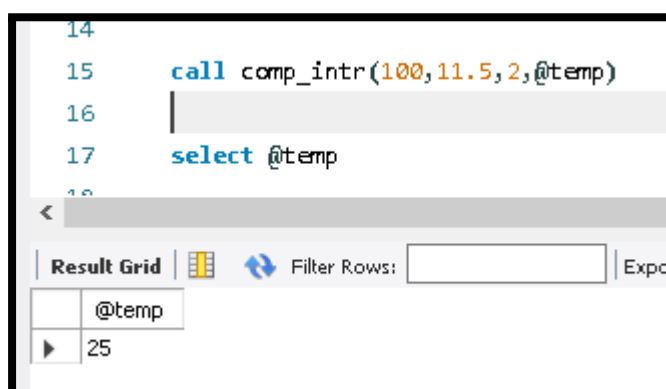 14
15 call comp_intr(100,11.5,2,@temp)
16
17 select @temp
Result Grid Filter Rows:
@temp
25